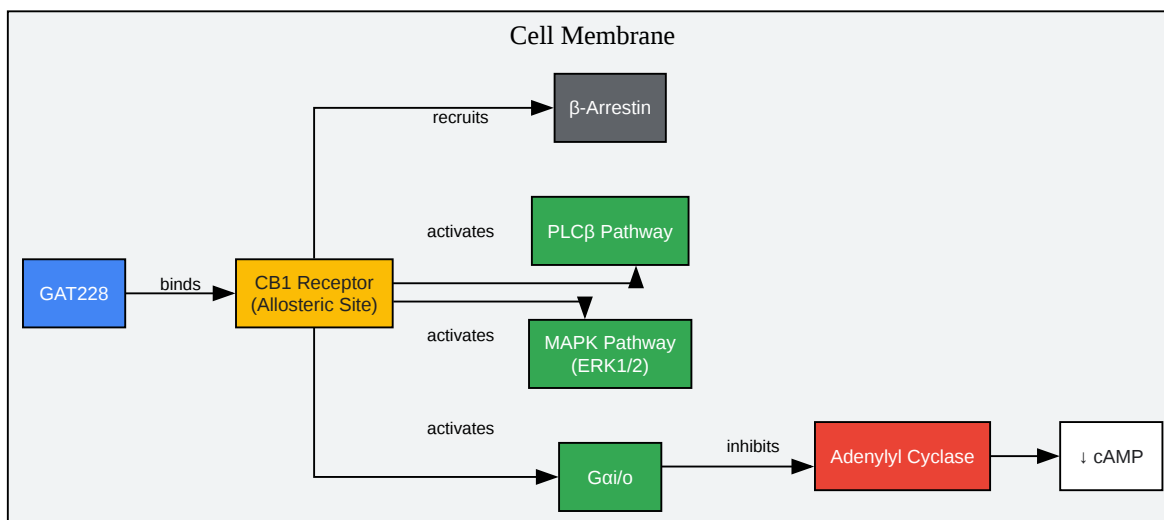 Cell Membrane
β-Arrestin
recruits
activates
PLCβ Pathway
GAT228
binds
CB1 Receptor
(Allosteric Site)
activates
MAPK Pathway
(ERK1/2)
activates
Gαi/o
inhibits
Adenylyl Cyclase
↓ cAMP